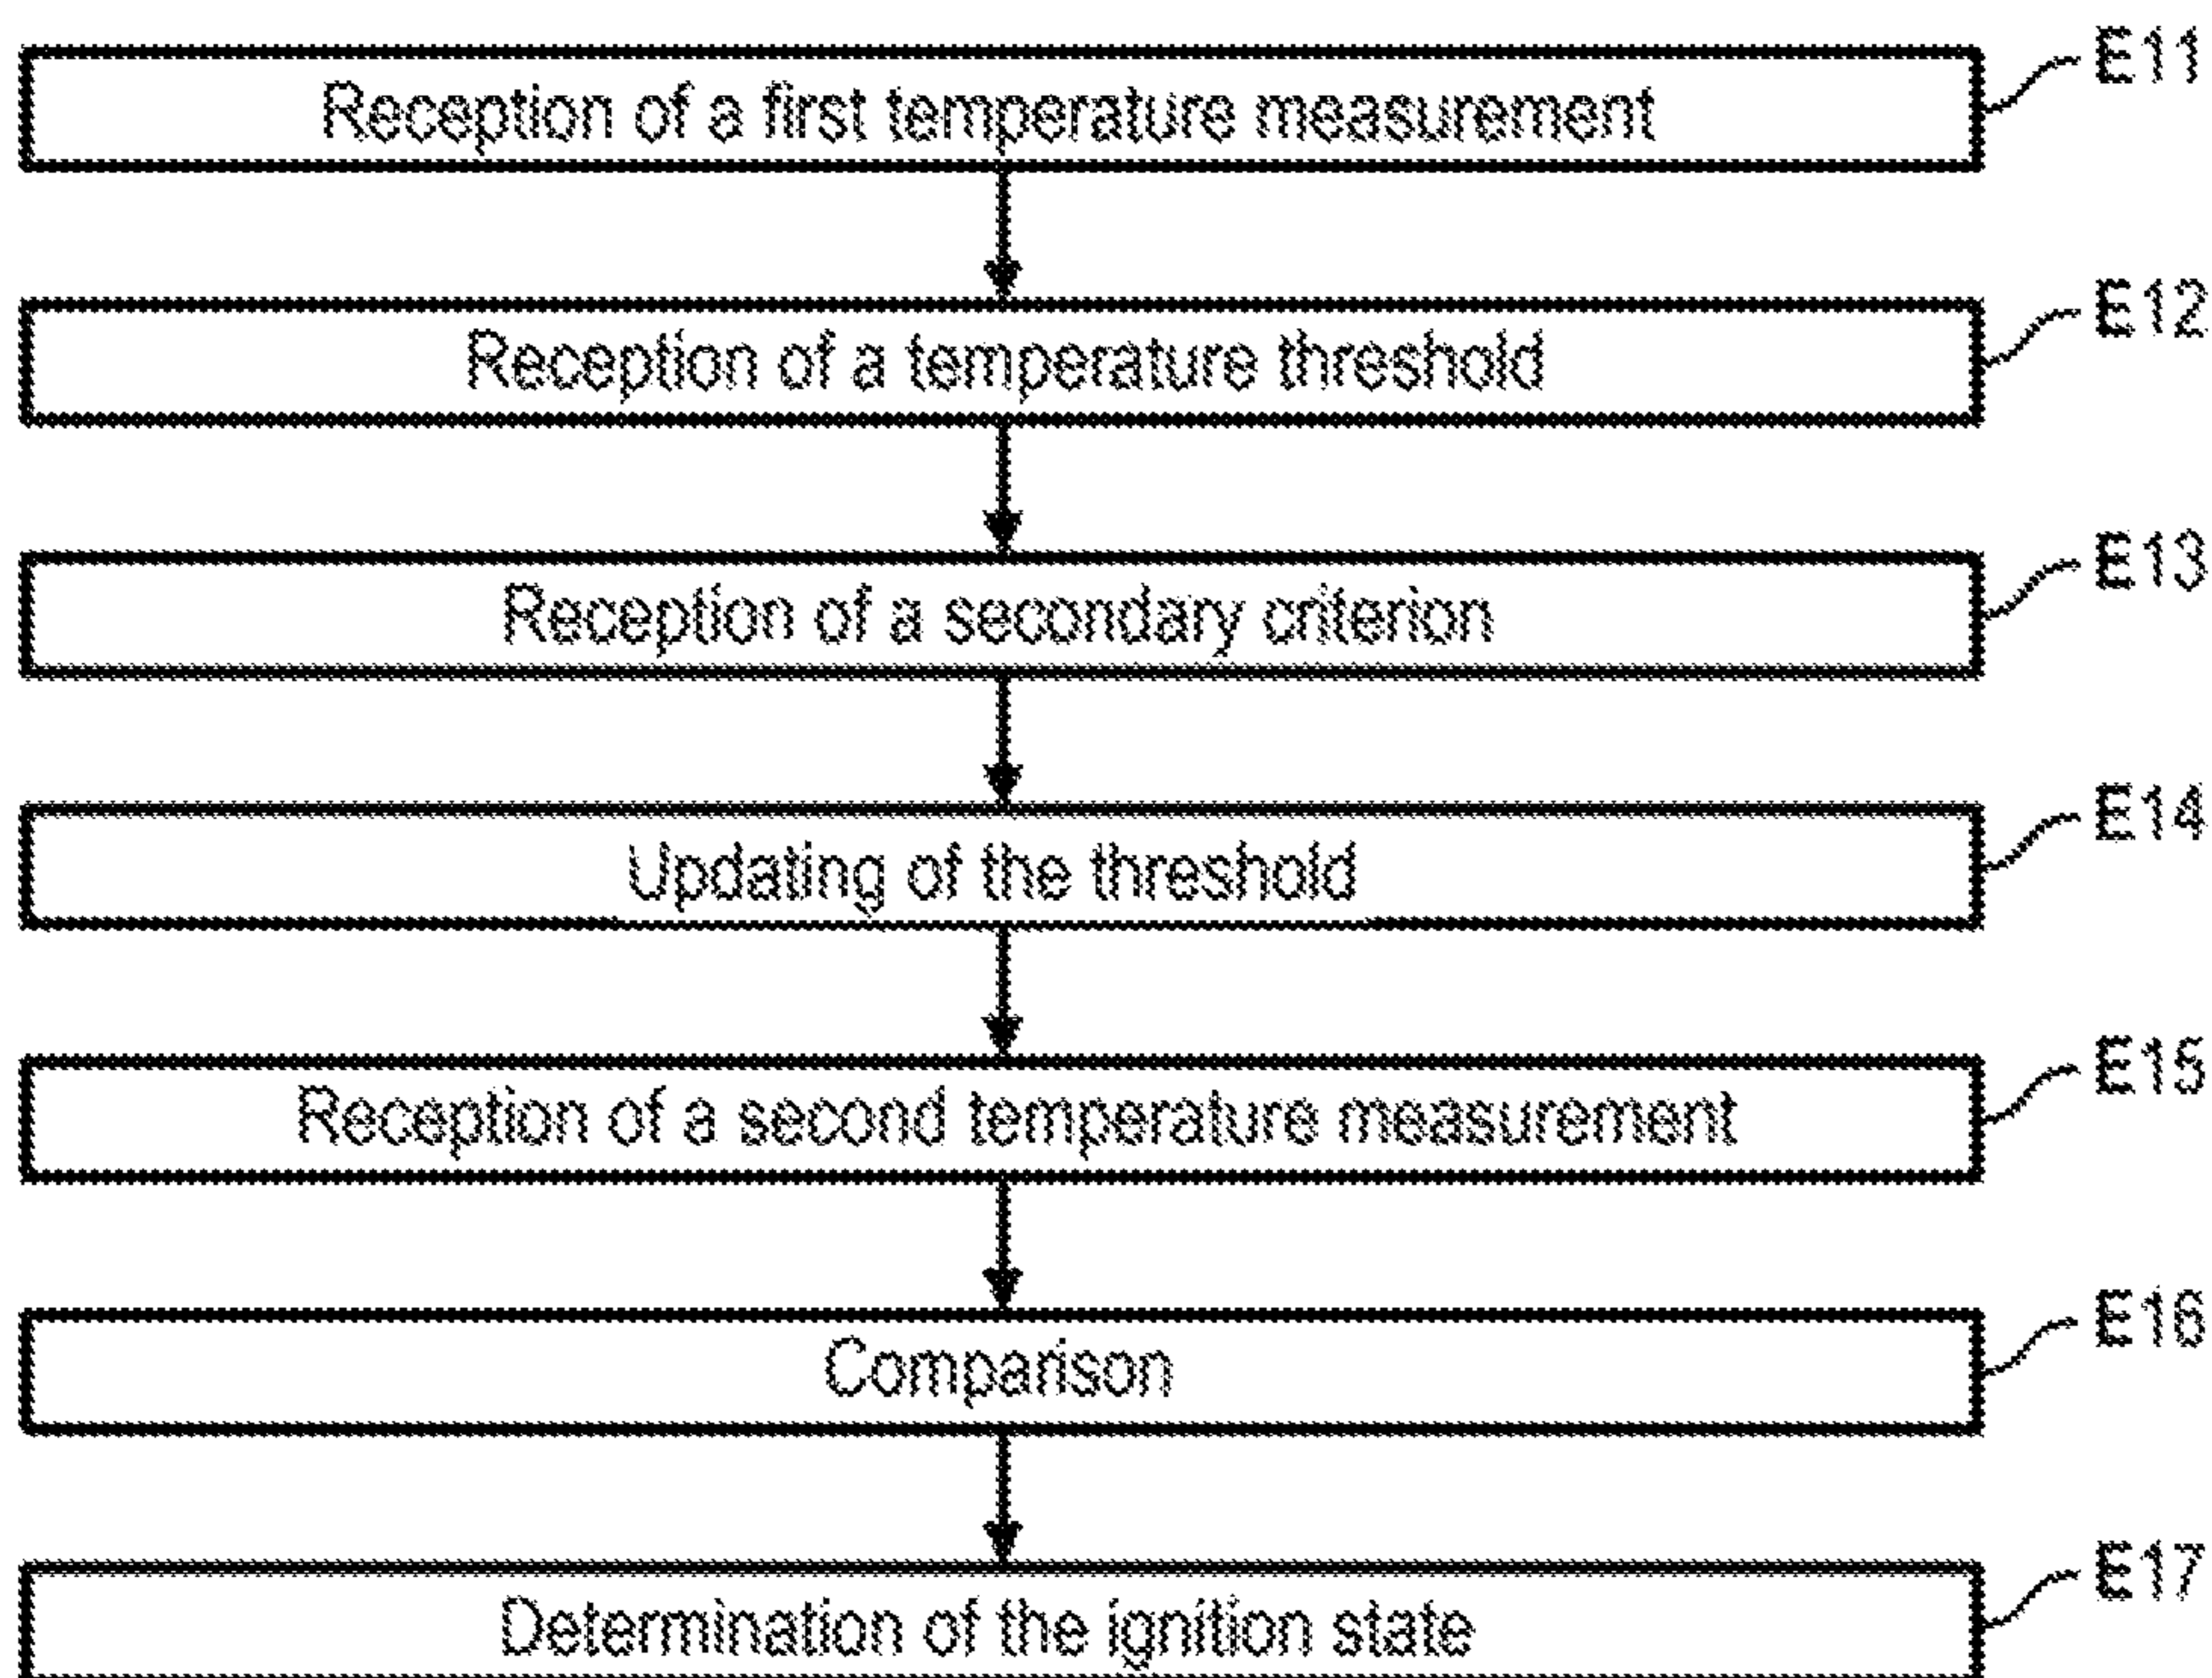 Reception of a first temperature measurement
E11
Reception of a temperature threshold
E12
Reception of a secondary criterion
E13
Updating of the threshold
E14
Reception of a second temperature measurement
E15
Comparison
E16
Determination of the ignition state
E17